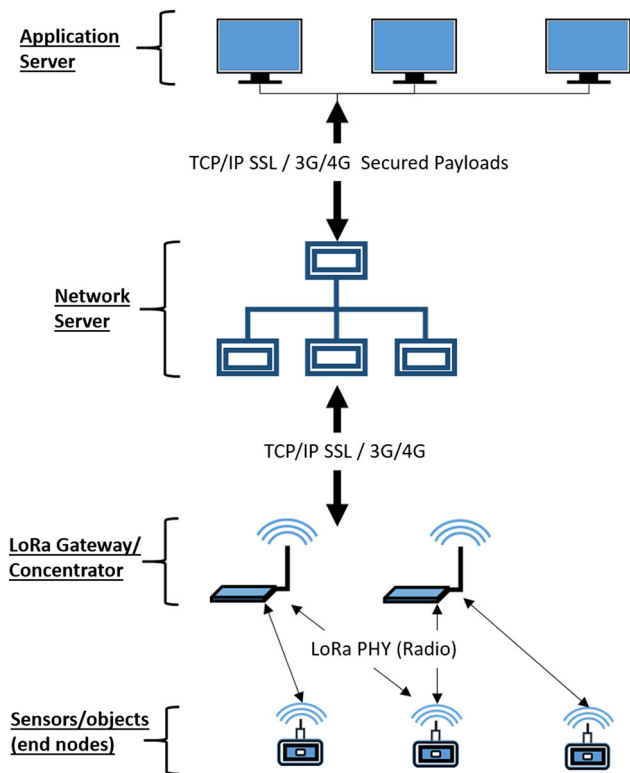 Application
Server
TCP/IP SSL / 3G/4G  Secured Payloads
Network
Server
TCP/IP SSL / 3G/4G
LoRa Gateway/
Concentrator
LoRa PHY (Radio)
Sensors/objects
(end nodes)